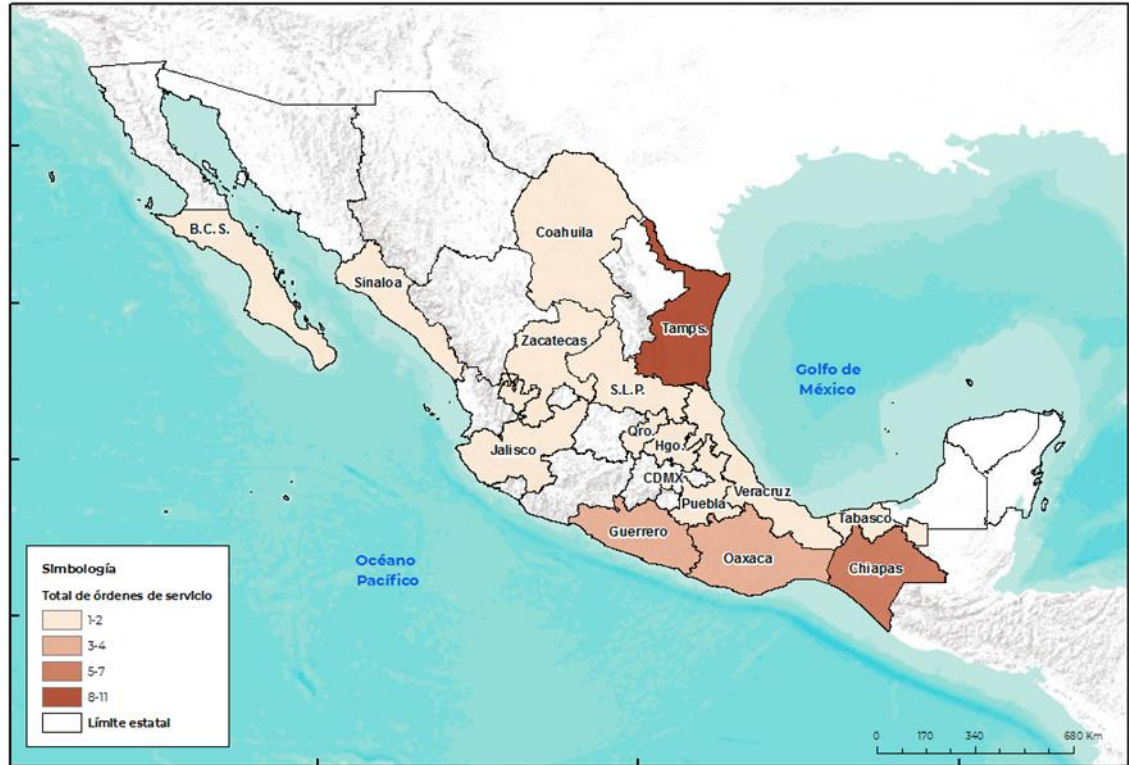 B.C.S.
Coahuila
Sinaloa
Tamps.
Zacatecas
Golfo de
México
S.L.P.
Qro.
Hgo.
Jalisco
CDMX
Veracruz
Puebla
Tabasco
Guerrero
Oaxaca
Chiapas
Océano
Pacífico
Simbología
Total de órdenes de servicio
1-2
3-4
5-7
8-11
Límite estatal
0 170 340 680 Km